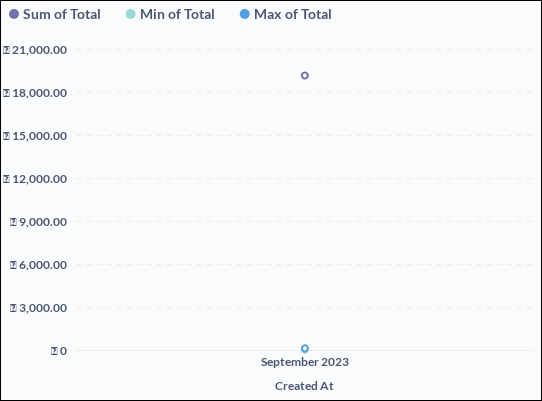 Sum of Total Min of Total Max of Total
21,000.00
18,000.00
15,000.00
12,000.00
9,000.00
6,000.00
3,000.00
0
September 2023
Created At